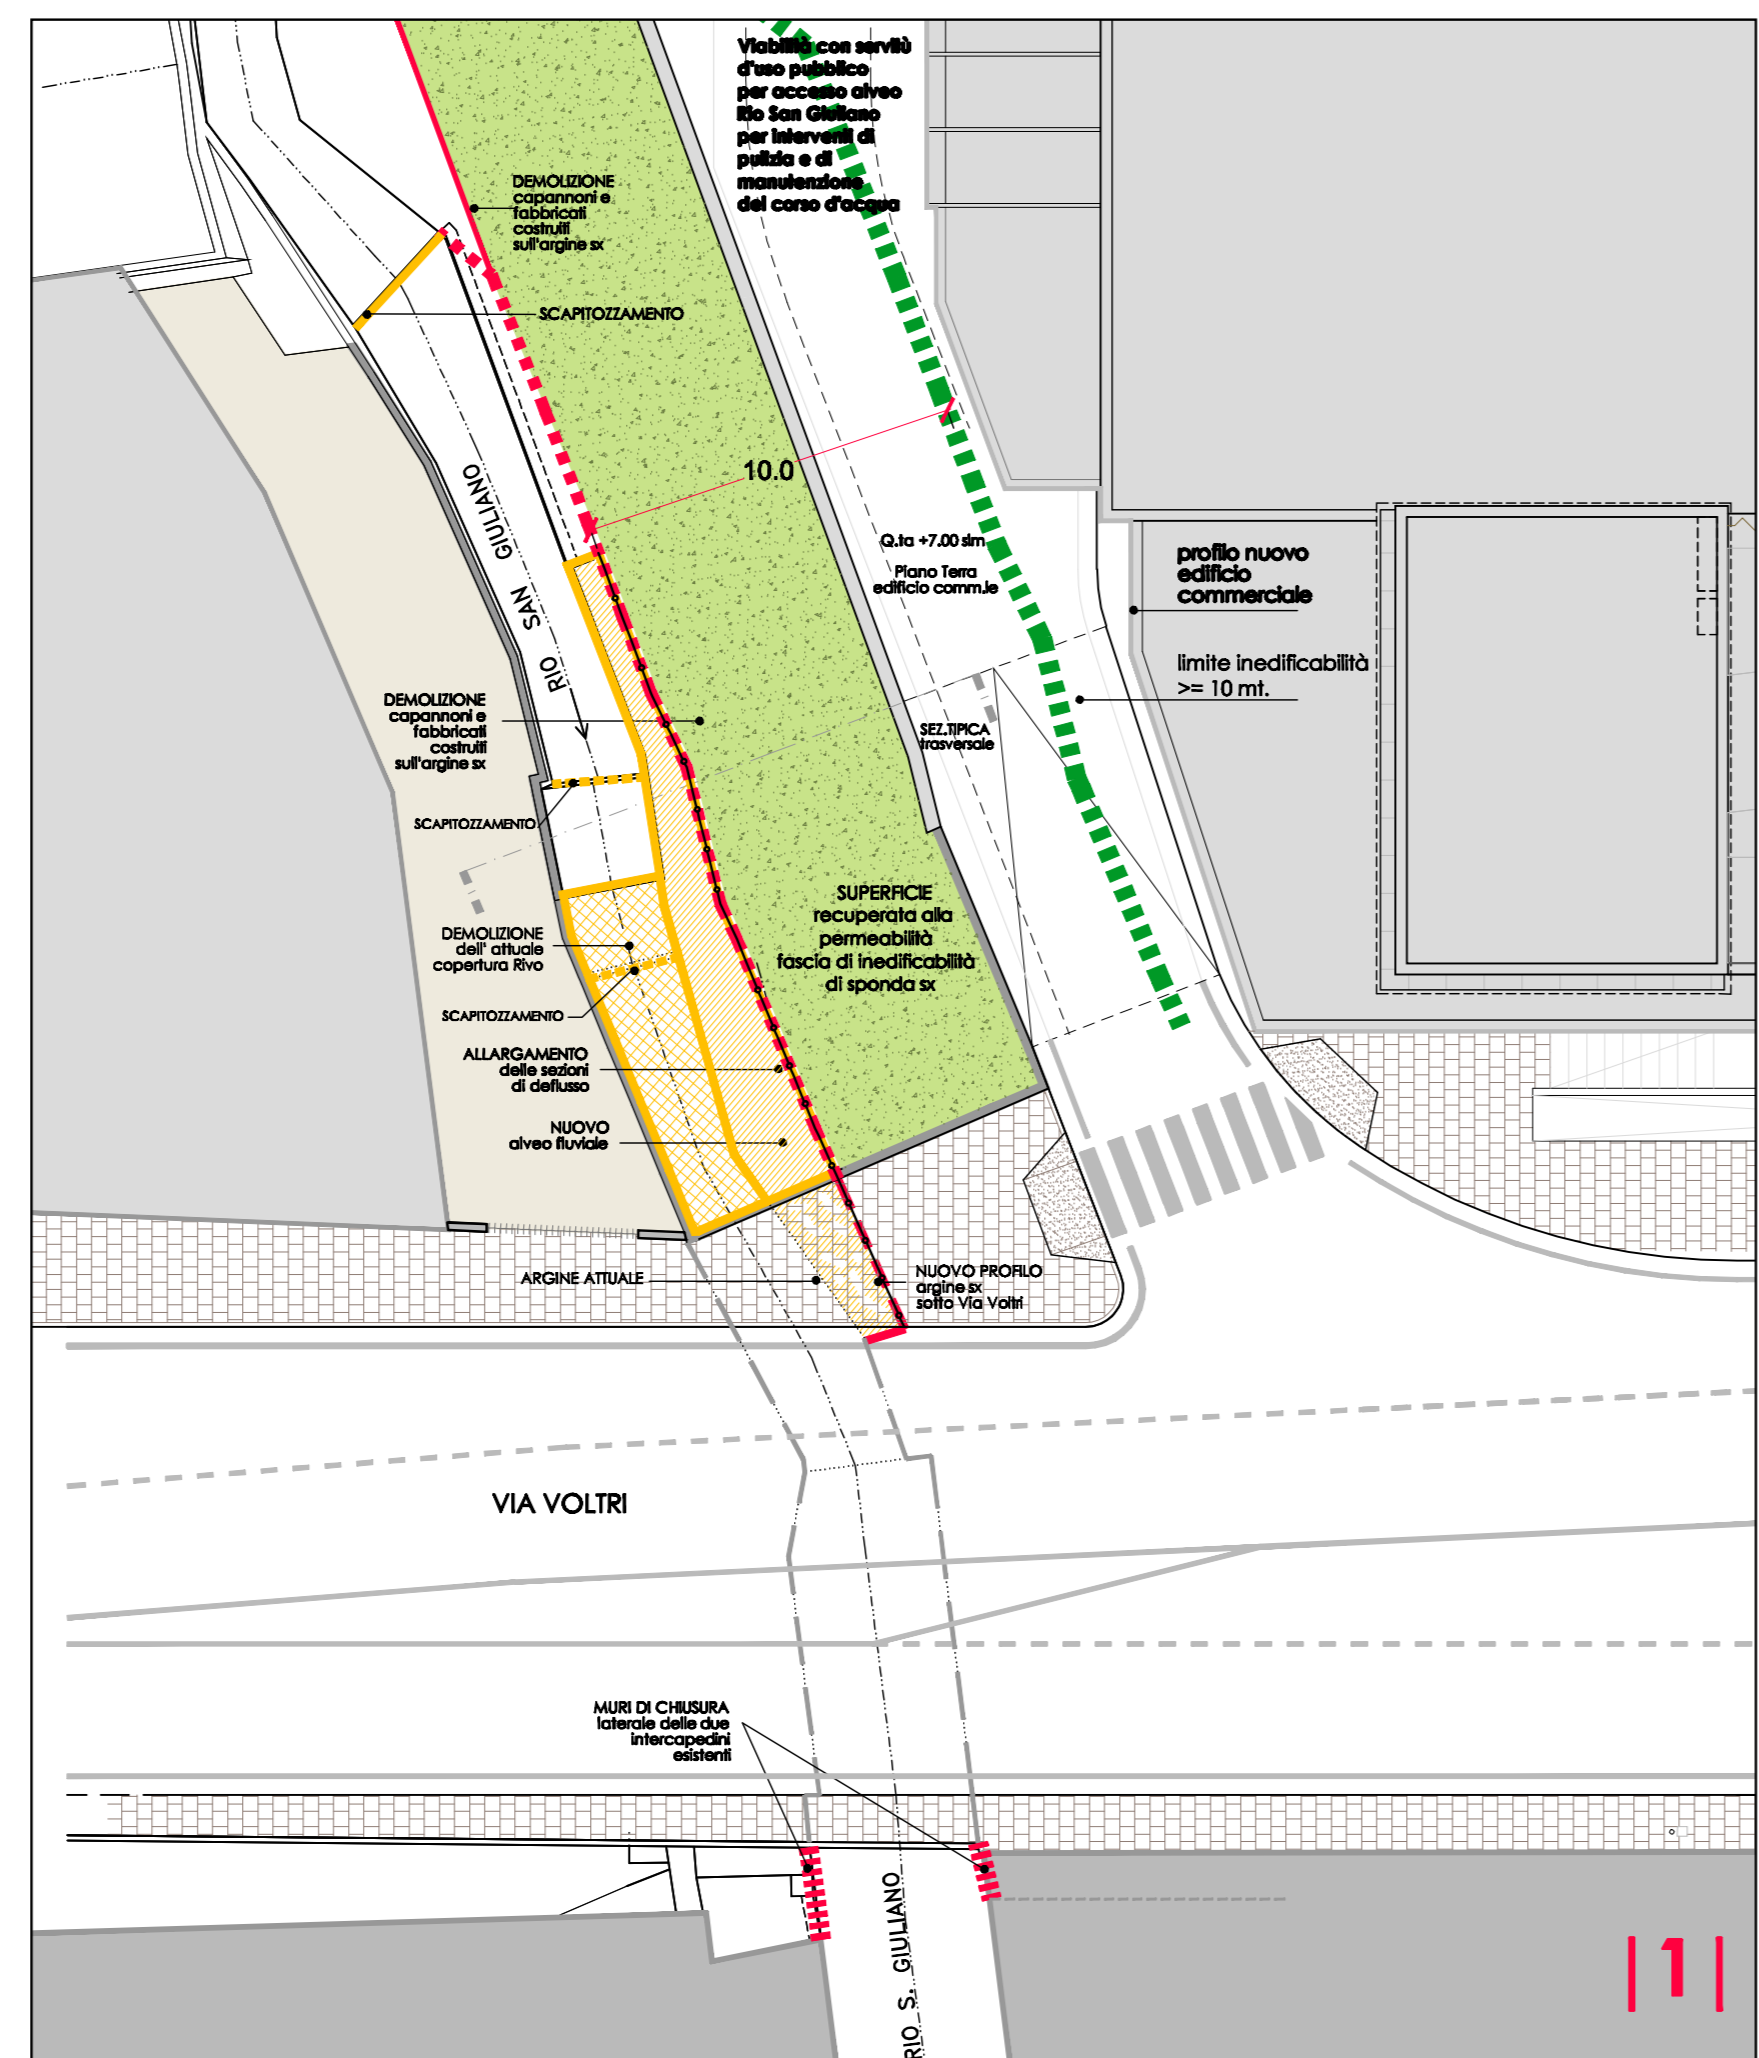 Viabilità con servitù
d'uso pubblico
per accesso alveo
Rio San Giuliano
per interventi di
pulizia e di
manutenzione
del corso d'acqua
DEMOLIZIONE
capannoni e
fabbricati
costruiti
sull'argine sx
SCAPITOZZAMENTO
10.0
RIO SAN GIULIANO
Q.ta +7.00 slm
Piano Terra
edificio comm.le
profilo nuovo
edificio
commerciale
limite inedificabilità
>= 10 mt.
DEMOLIZIONE
capannoni e
fabbricati
costruiti
sull'argine sx
SEZ.TIPICA
trasversale
SCAPITOZZAMENTO
SUPERFICIE
recuperata alla
permeabilità
fascia di inedificabilità
di sponda sx
DEMOLIZIONE
dell' attuale
copertura Rivo
SCAPITOZZAMENTO
ALLARGAMENTO
delle sezioni
di deflusso
NUOVO
alveo fluviale
ARGINE ATTUALE
NUOVO PROFILO
argine sx
sotto Via Voltri
VIA VOLTRI
MURI DI CHIUSURA
laterale delle due
intercapedini
esistenti
RIO S. GIULIANO
|1|